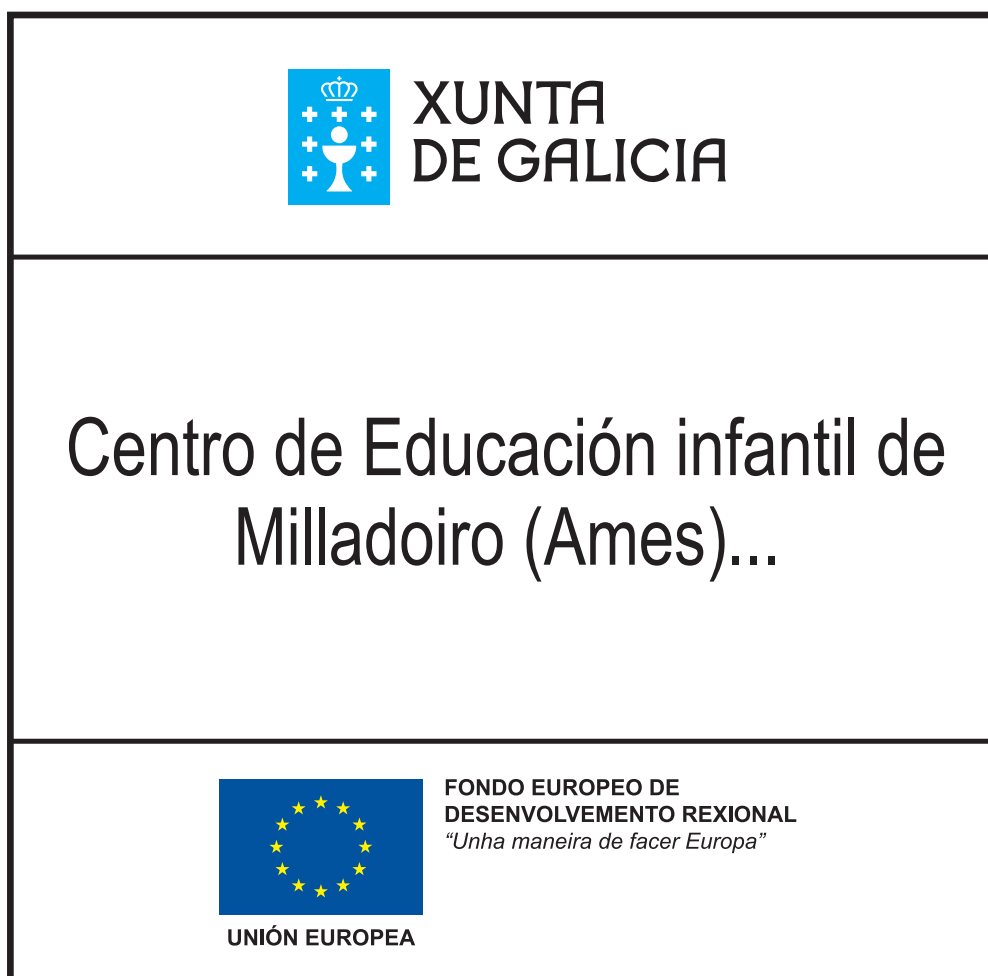 XUNTA
DE GALICIA
Centro de Educación infantil de
Milladoiro (Ames)...
FONDO EUROPEO DE
DESENVOLVEMENTO REXIONAL
“Unha maneira de facer Europa”
UNIÓN EUROPEA